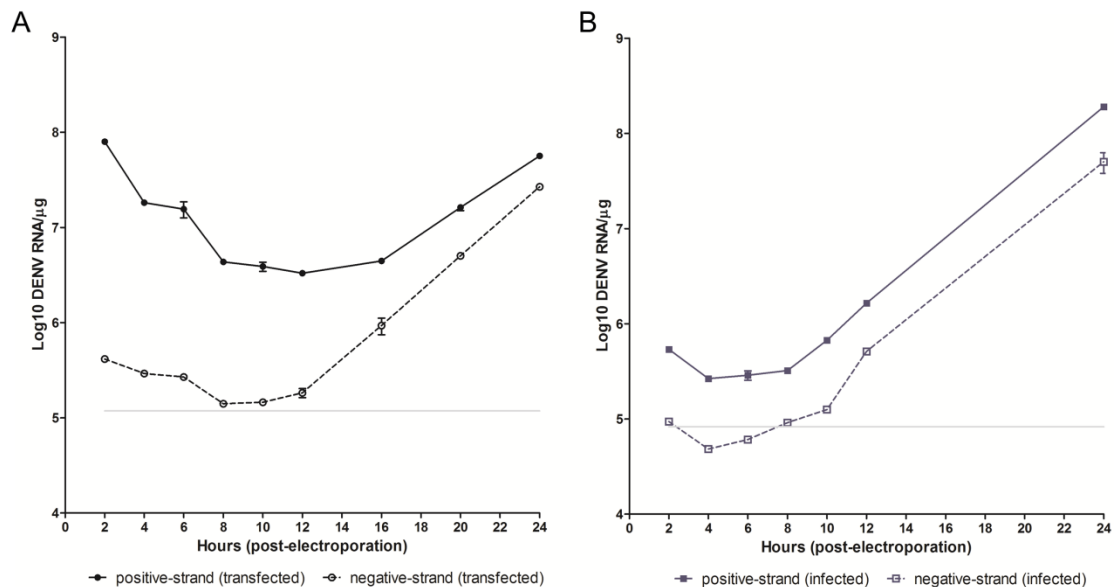 A
Log10 DENV RNA/μg
9
8
7
6
5
4
0 2 4 6 8 10 12 14 16 18 20 22 24
Hours (post-electroporation)
positive-strand (transfected) negative-strand (transfected)
B
Log10 DENV RNA/μg
9
8
7
6
5
4
0 2 4 6 8 10 12 14 16 18 20 22 24
Hours (post-electroporation)
positive-strand (infected) negative-strand (infected)